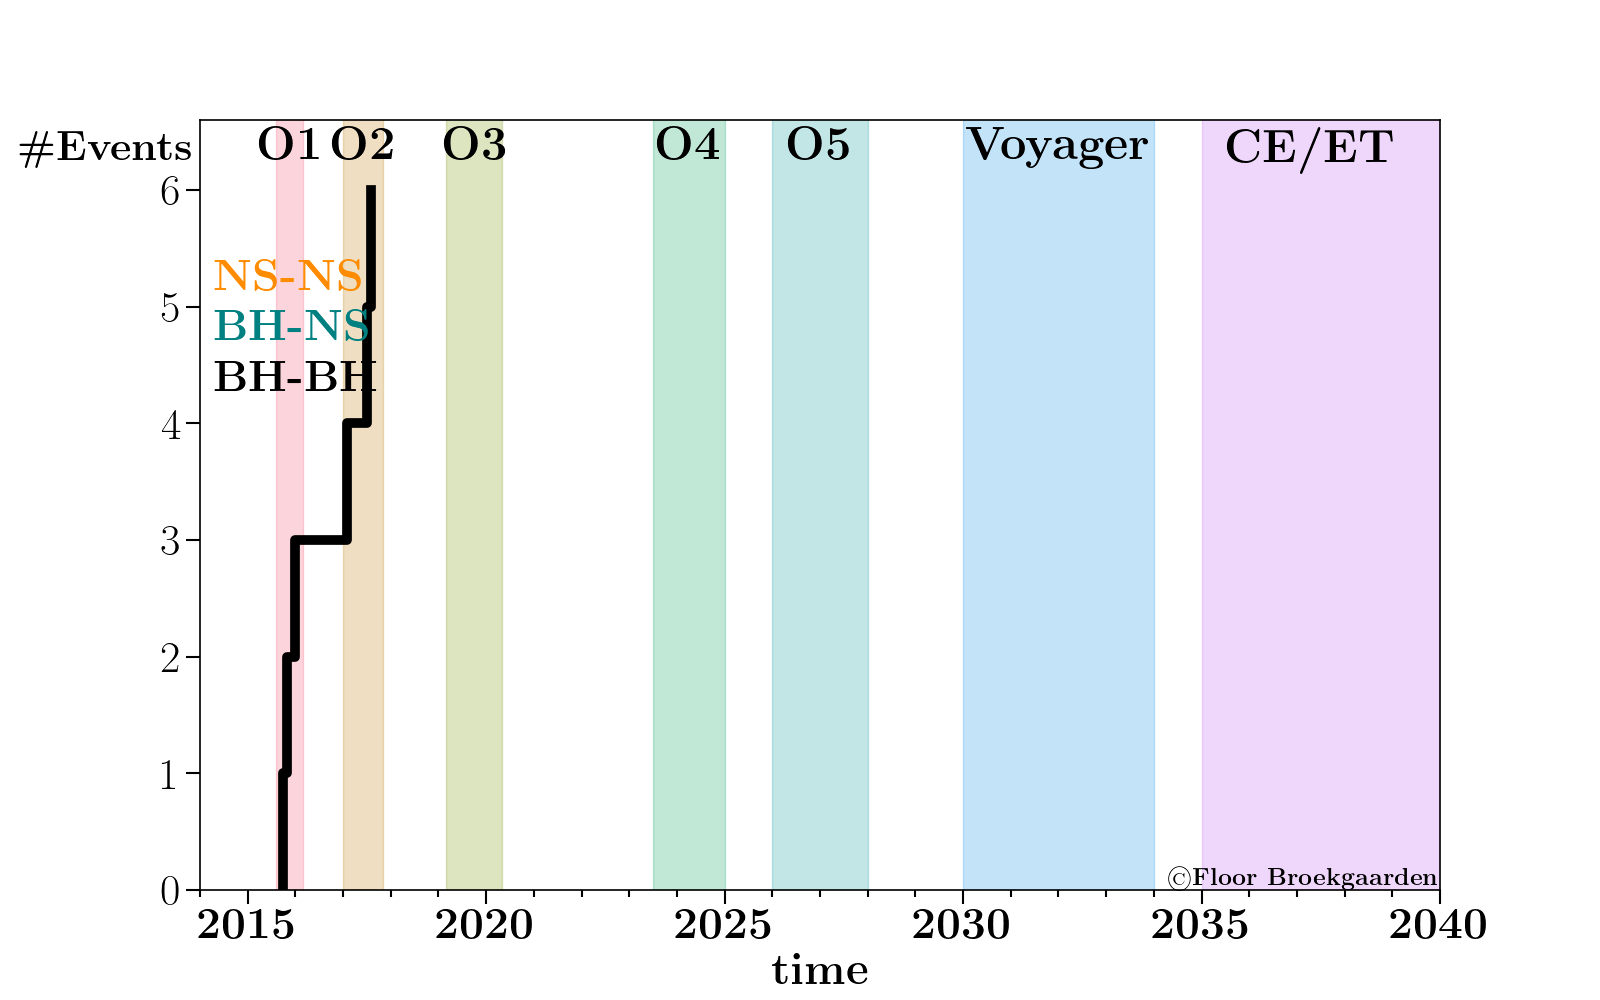 #Events
O1 O2 O3 O4 O5 Voyager CE/ET
6
NS-NS
5
BH-NS
BH-BH
4
3
2
1
0
©Floor Broekgaarden
2015 2020 2025 2030 2035 2040
time